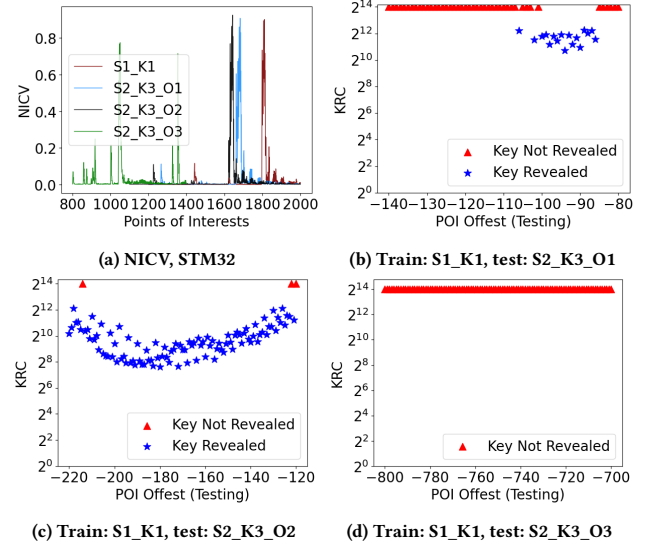 0.8
0.6
0.4
0.2
0.0
NICV
S1_K1
S2_K3_O1
S2_K3_O2
S2_K3_O3
800 1000 1200 1400 1600 1800 2000
Points of Interests
(a) NICV, STM32
2^14
2^12
2^10
2^8
2^6
2^4
2^2
2^0
KRC
Key Not Revealed
Key Revealed
−140 −130 −120 −110 −100 −90 −80
POI Offest (Testing)
(b) Train: S1_K1, test: S2_K3_O1
2^14
2^12
2^10
2^8
2^6
2^4
2^2
2^0
KRC
Key Not Revealed
Key Revealed
−220 −200 −180 −160 −140 −120
POI Offest (Testing)
(c) Train: S1_K1, test: S2_K3_O2
2^14
2^12
2^10
2^8
2^6
2^4
2^2
2^0
KRC
Key Not Revealed
−800 −780 −760 −740 −720 −700
POI Offest (Testing)
(d) Train: S1_K1, test: S2_K3_O3